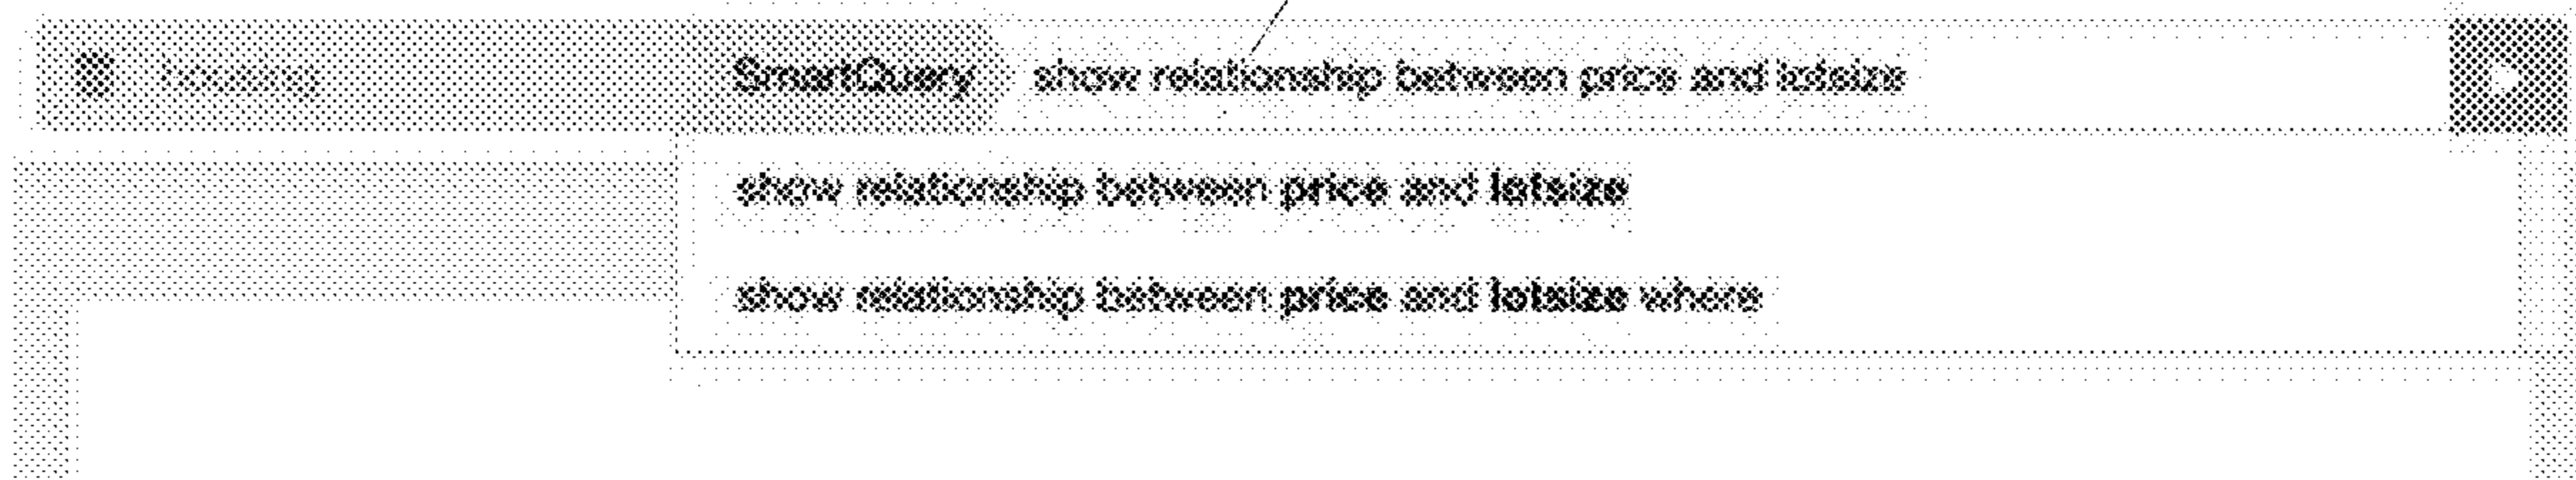 housing SmartQuery show relationship between price and lotsize
show relationship between price and lotsize
show relationship between price and lotsize where